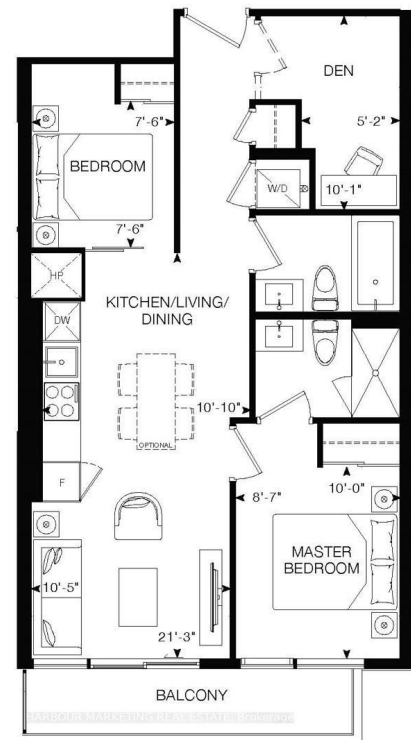 DEN
7'-6"
5'-2"
BEDROOM
W/D
10'-1"
7'-6"
HP
KITCHEN/LIVING/
DINING
DW
10'-10"
OPTIONAL
F
8'-7"
10'-0"
MASTER
BEDROOM
10'-5"
21'-3"
BALCONY
HARBOUR MARKETING REAL ESTATE, Brokerage